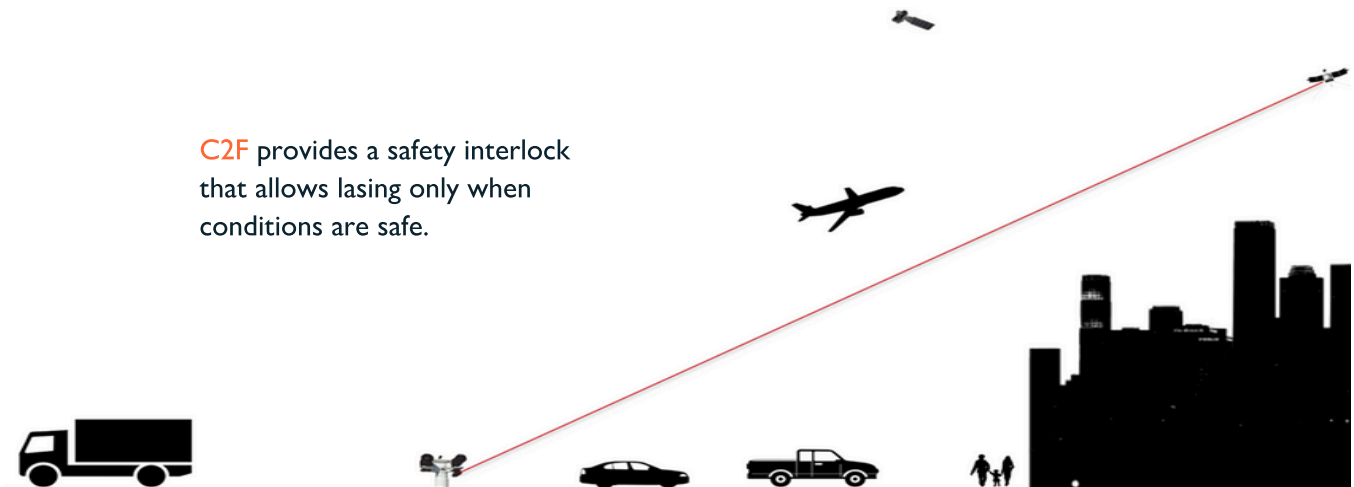 C2F provides a safety interlock
that allows lasing only when
conditions are safe.